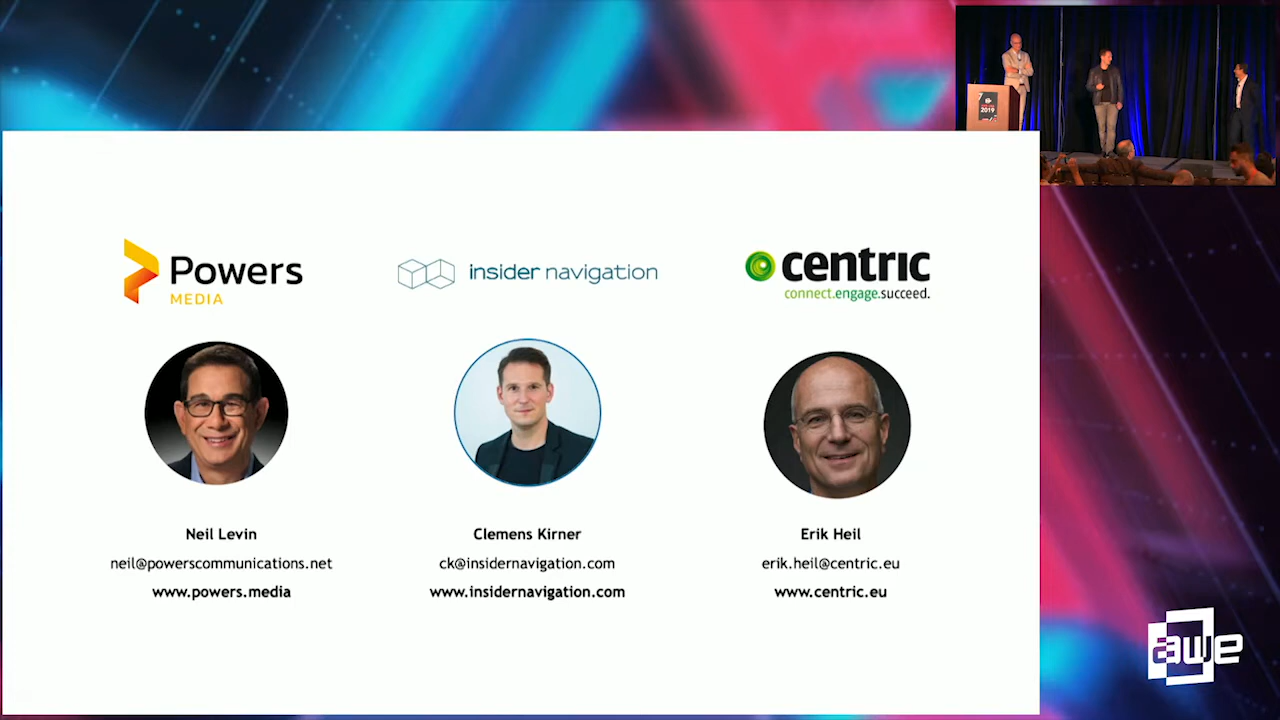 2019
Powers
MEDIA
insider navigation
centric
connect.engage.succeed.
Neil Levin
neil@powerscommunications.net
www.powers.media
Clemens Kirner
ck@insidernavigation.com
www.insidernavigation.com
Erik Heil
erik.heil@centric.eu
www.centric.eu
awe